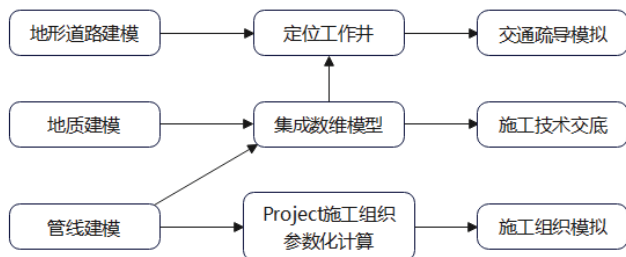 地形道路建模
定位工作井
交通疏导模拟
地质建模
集成数维模型
施工技术交底
管线建模
Project施工组织
参数化计算
施工组织模拟